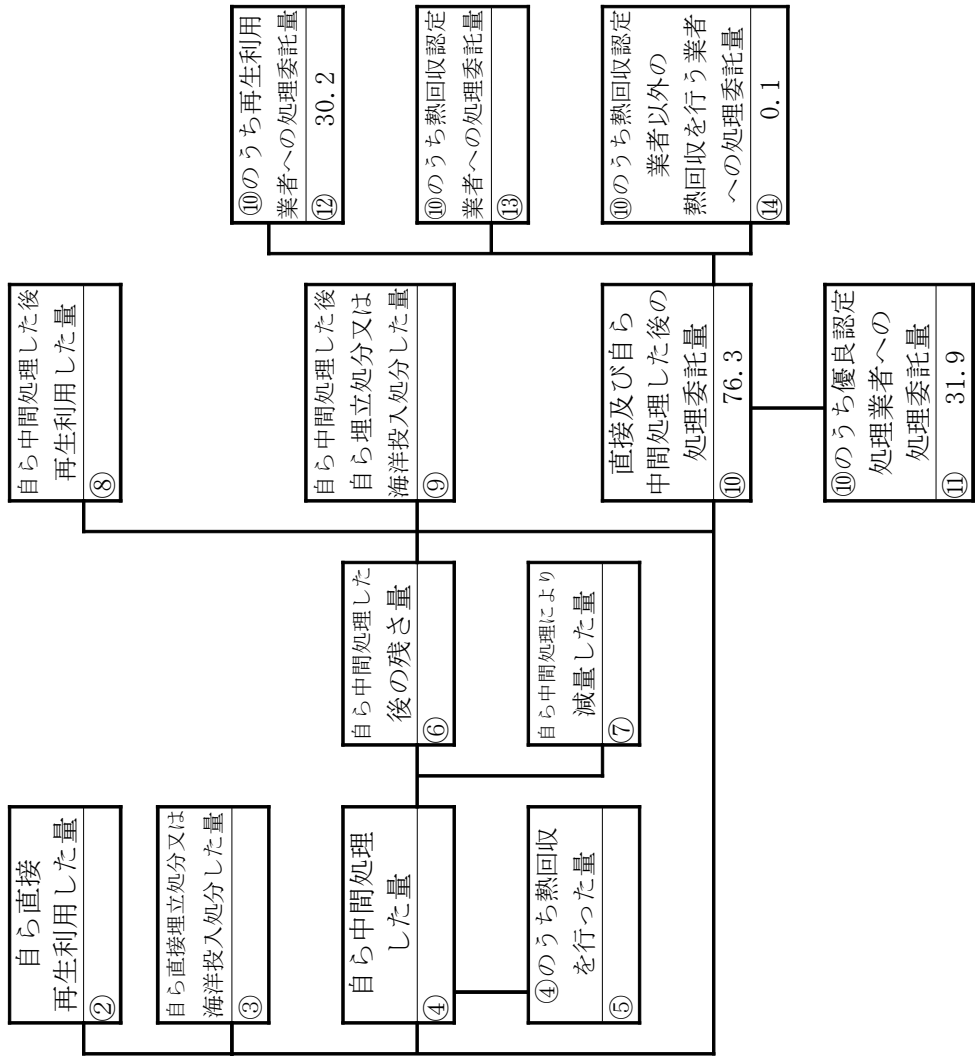 自ら直接
再生利用した量
②
自ら直接埋立処分又は
海洋投入処分した量
③
自ら中間処理
した量
④
④のうち熱回収
を行った量
⑤
自ら中間処理した
後の残さ量
⑥
自ら中間処理により
減量した量
⑦
自ら中間処理した後
再生利用した量
⑧
自ら中間処理した後
自ら埋立処分又は
海洋投入処分した量
⑨
直接及び自ら
中間処理した後の
処理委託量
⑩ 76.3
⑩のうち優良認定
処理業者への
処理委託量
⑪ 31.9
⑩のうち再生利用
業者への処理委託量
⑫ 30.2
⑩のうち熱回収認定
業者への処理委託量
⑬
⑩のうち熱回収認定
業者以外の
熱回収を行う業者
への処理委託量
⑭ 0.1